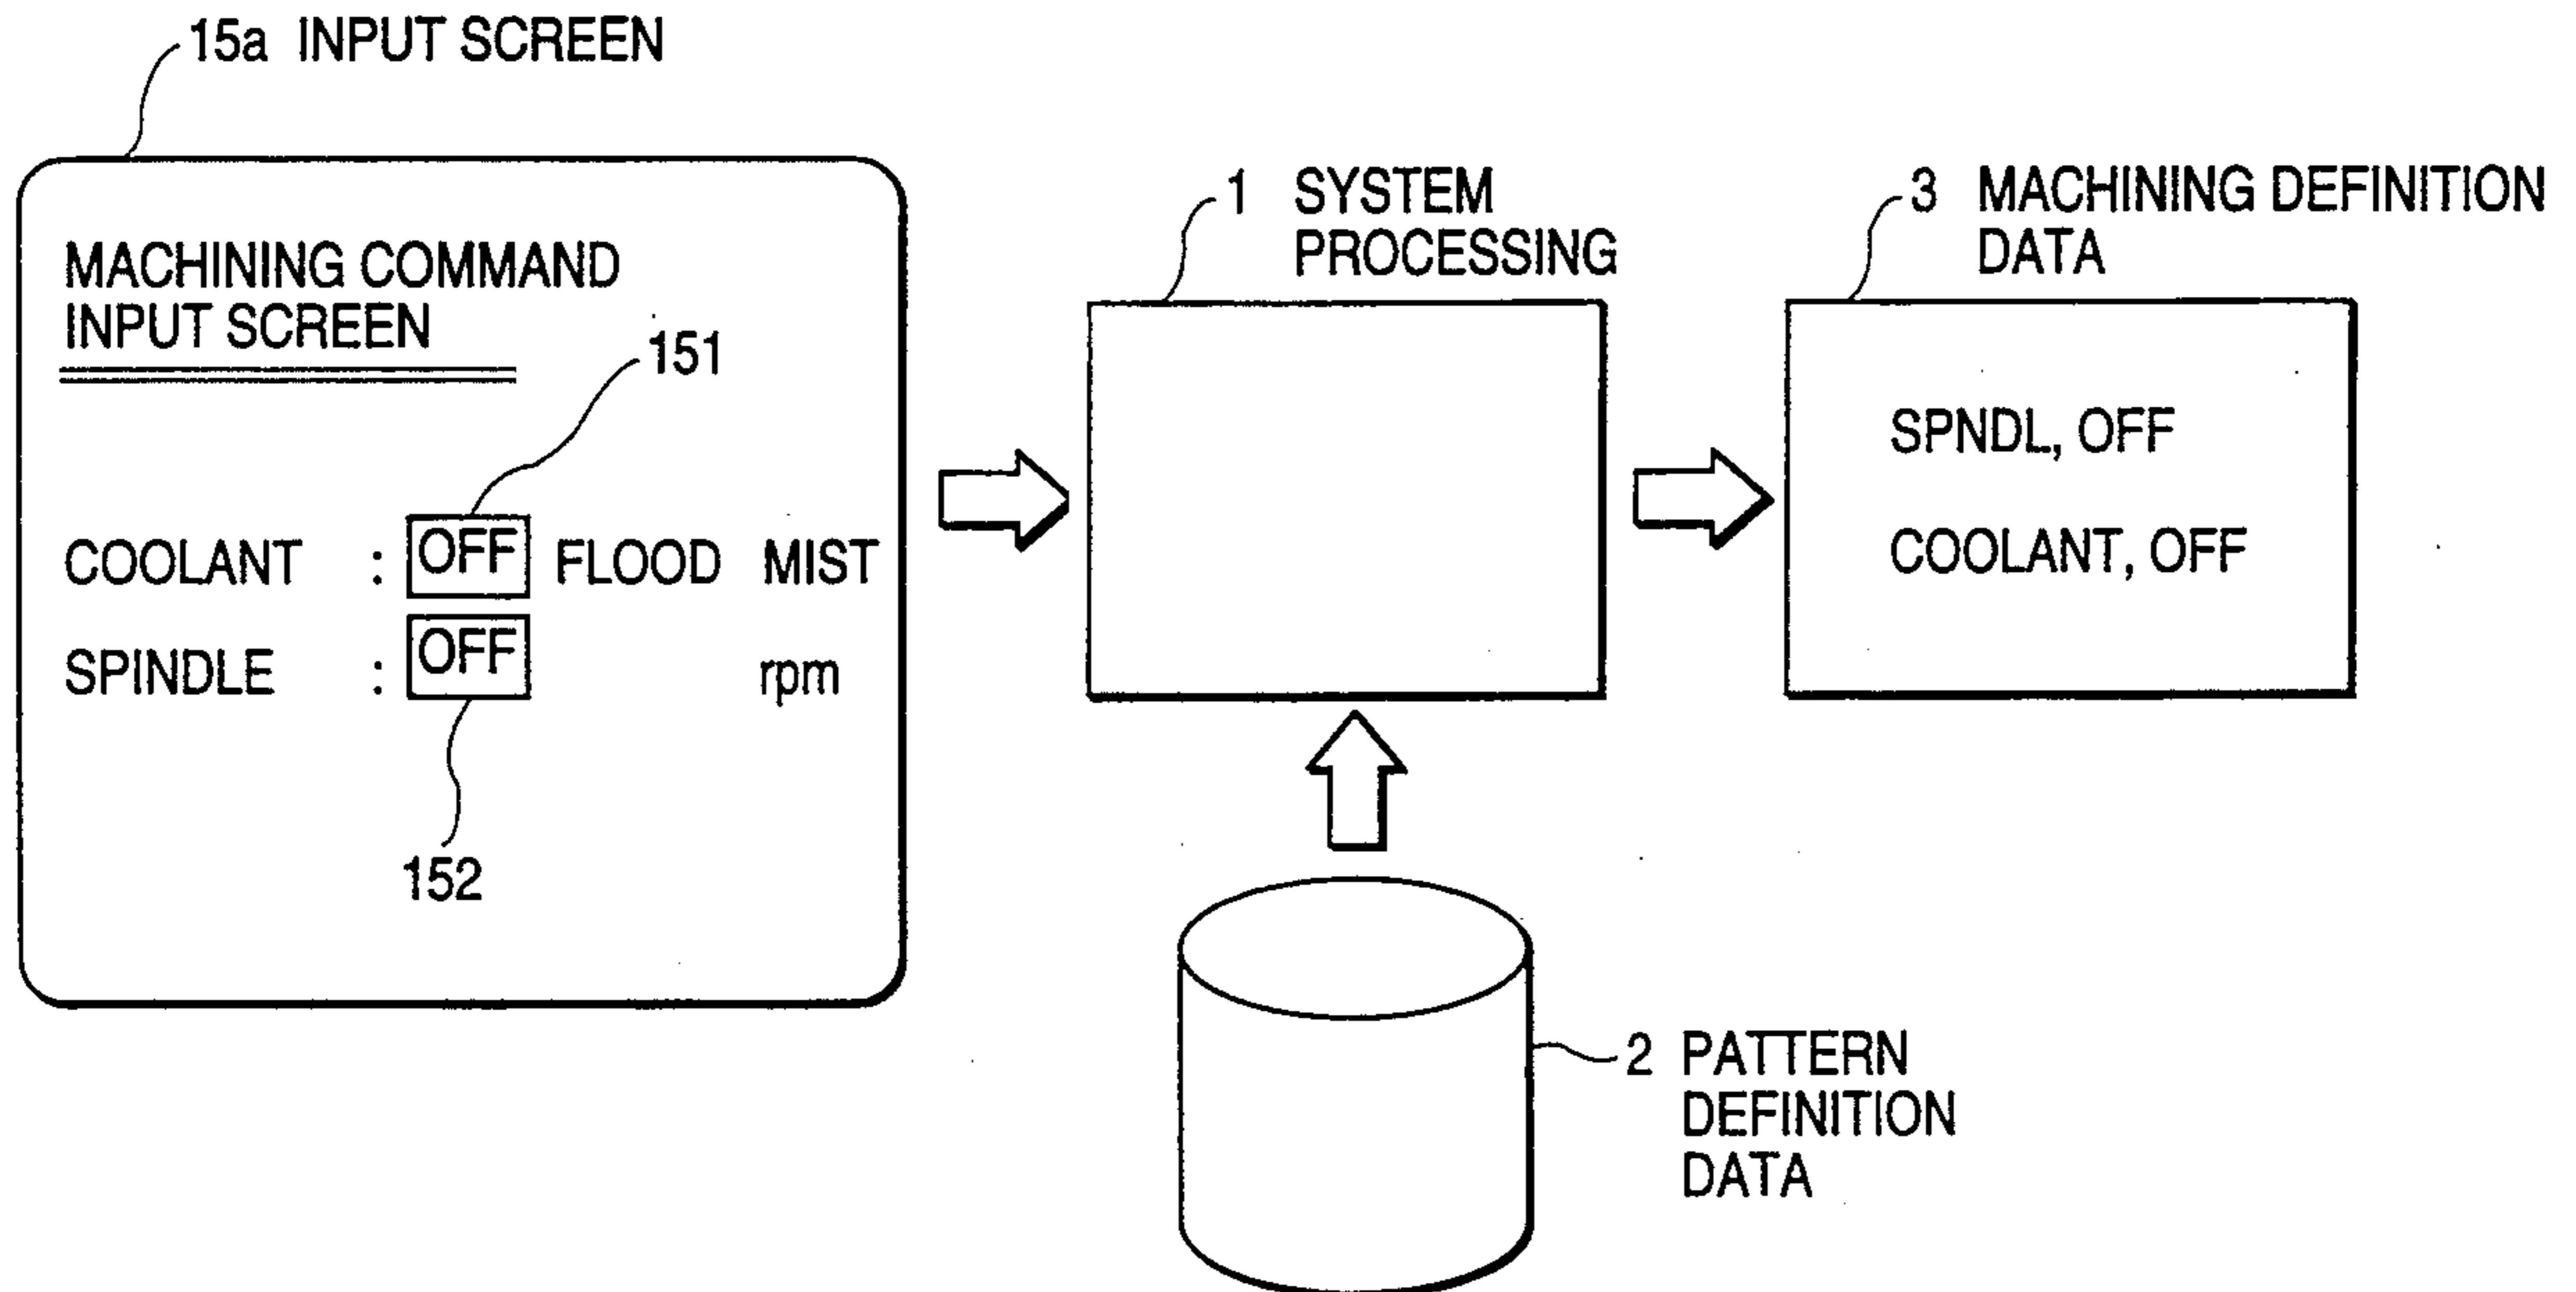 15a INPUT SCREEN
MACHINING COMMAND
INPUT SCREEN
151
COOLANT : OFF FLOOD MIST
SPINDLE : OFF rpm
152
1 SYSTEM
PROCESSING
3 MACHINING DEFINITION
DATA
SPNDL, OFF
COOLANT, OFF
2 PATTERN
DEFINITION
DATA